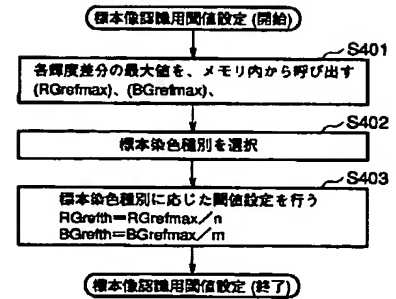 標本像認識用閾値設定 (開始)
S401
各輝度差分の最大値を、メモリ内から呼び出す
(RGrefmax)、(BGrefmax)、
S402
標本染色種別を選択
S403
標本染色種別に応じた閾値設定を行う
RGrefth＝RGrefmax／n
BGrefth＝BGrefmax／m
標本像認識用閾値設定 (終了)